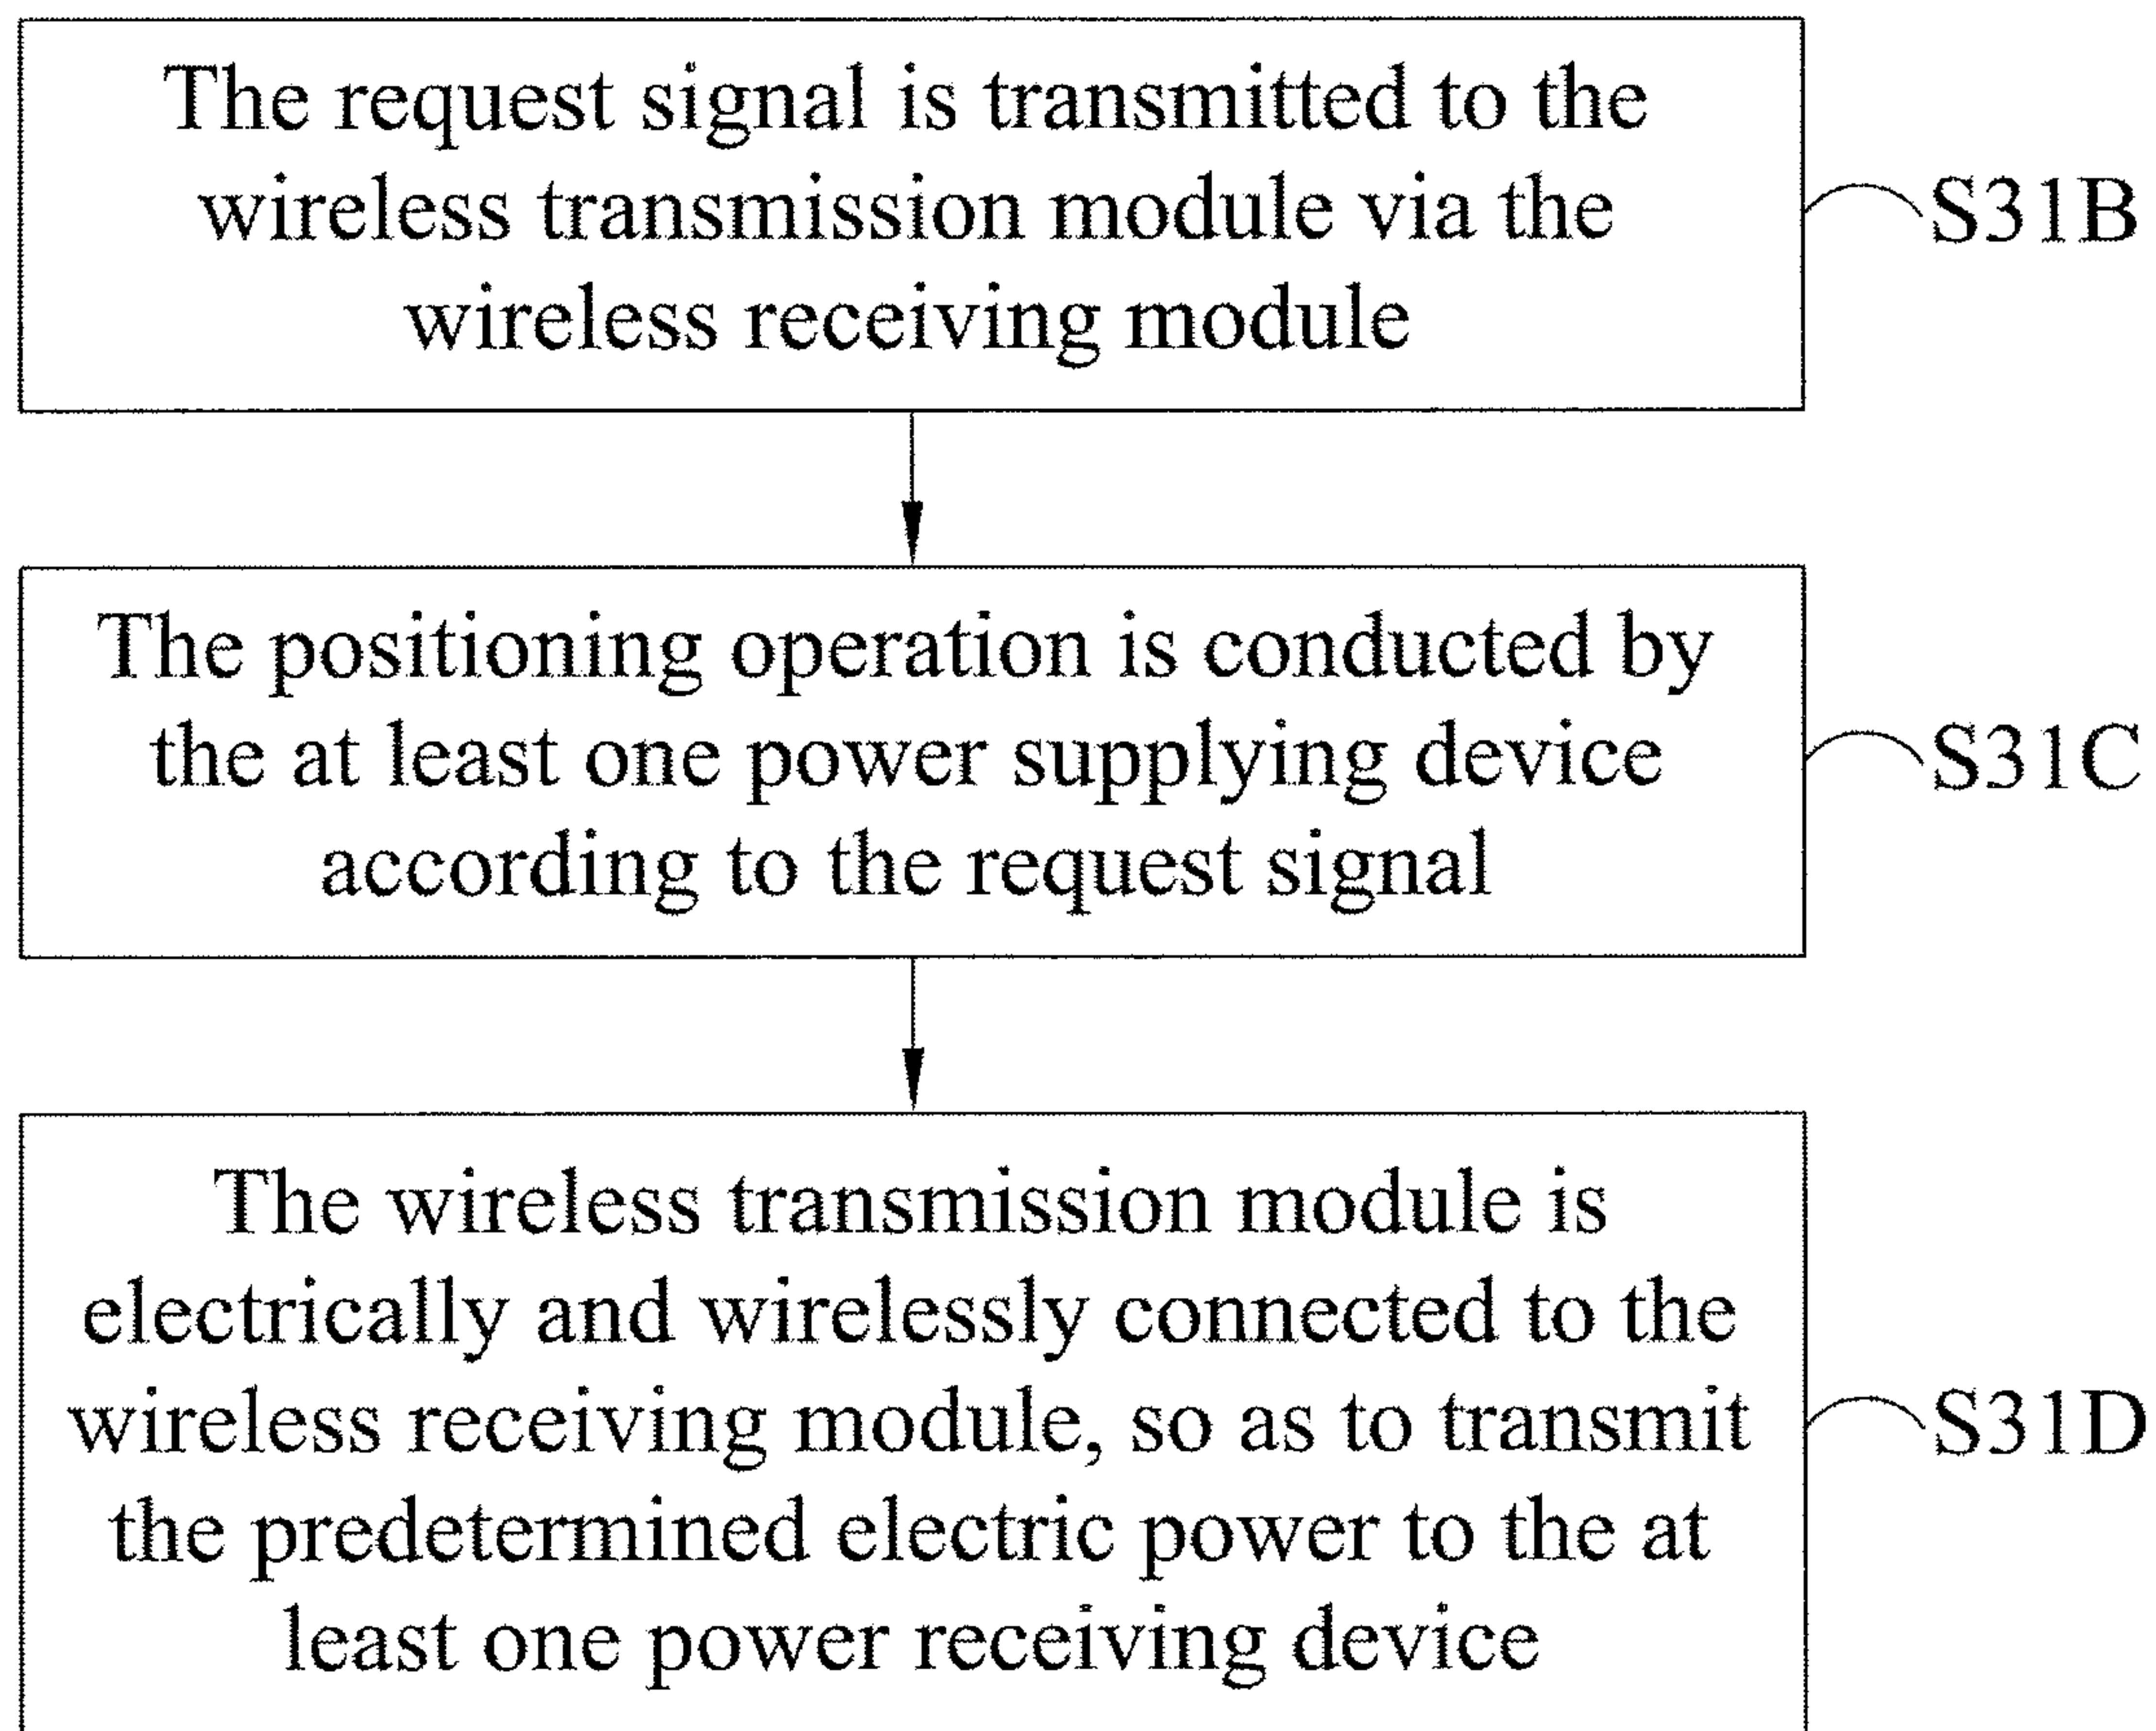 The request signal is transmitted to the
wireless transmission module via the
wireless receiving module
S31B
The positioning operation is conducted by
the at least one power supplying device
according to the request signal
S31C
The wireless transmission module is
electrically and wirelessly connected to the
wireless receiving module, so as to transmit
the predetermined electric power to the at
least one power receiving device
S31D